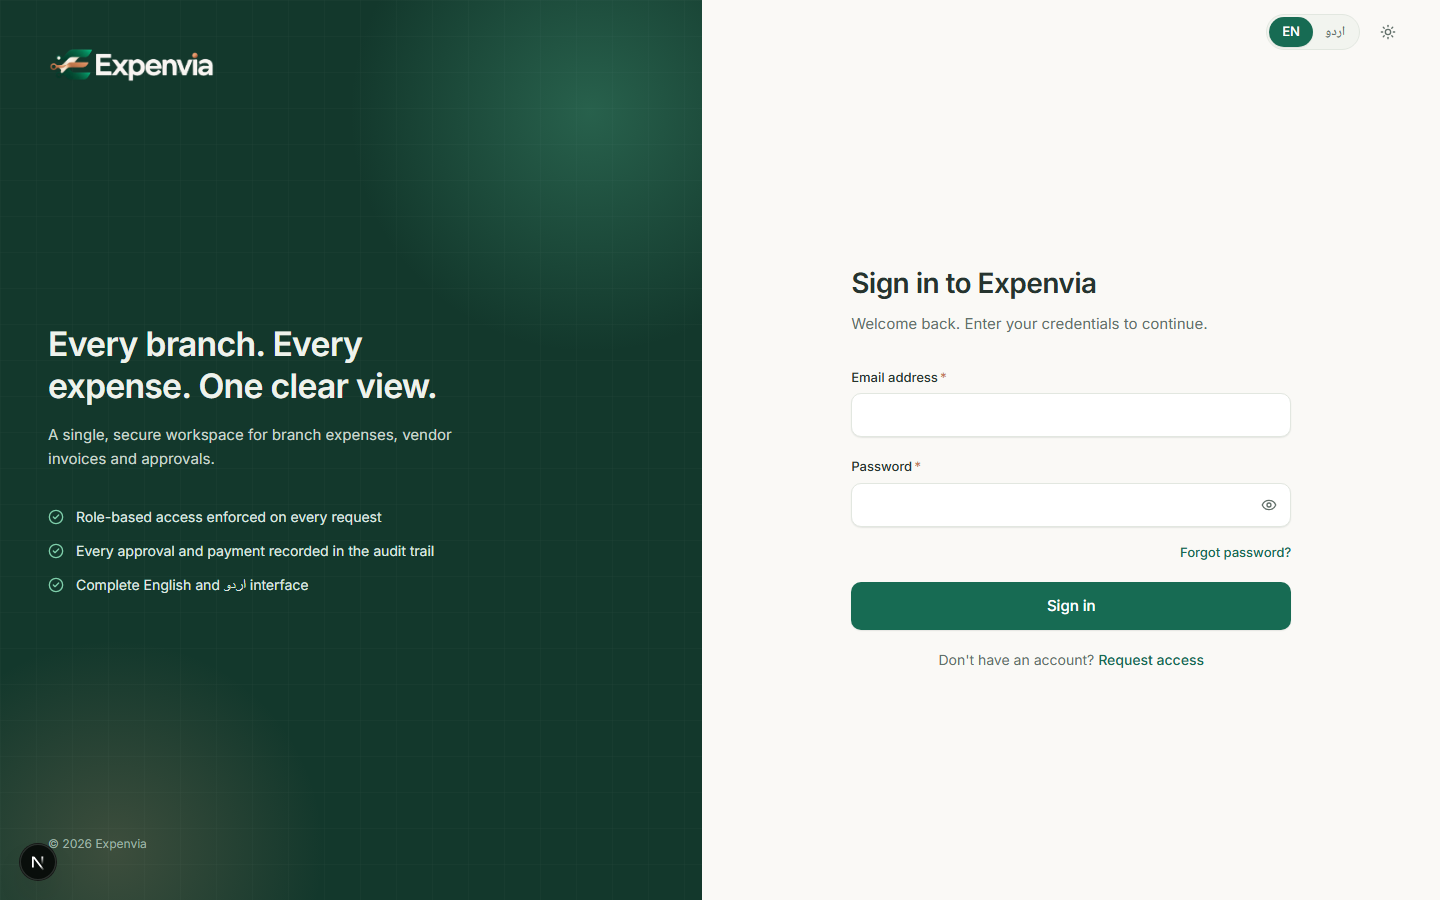 Expenvia
EN
اردو
Every branch. Every
expense. One clear view.
A single, secure workspace for branch expenses, vendor
invoices and approvals.
Role-based access enforced on every request
Every approval and payment recorded in the audit trail
Complete English and اردو interface
© 2026 Expenvia
N
Sign in to Expenvia
Welcome back. Enter your credentials to continue.
Email address *
Password *
Forgot password?
Sign in
Don't have an account? Request access